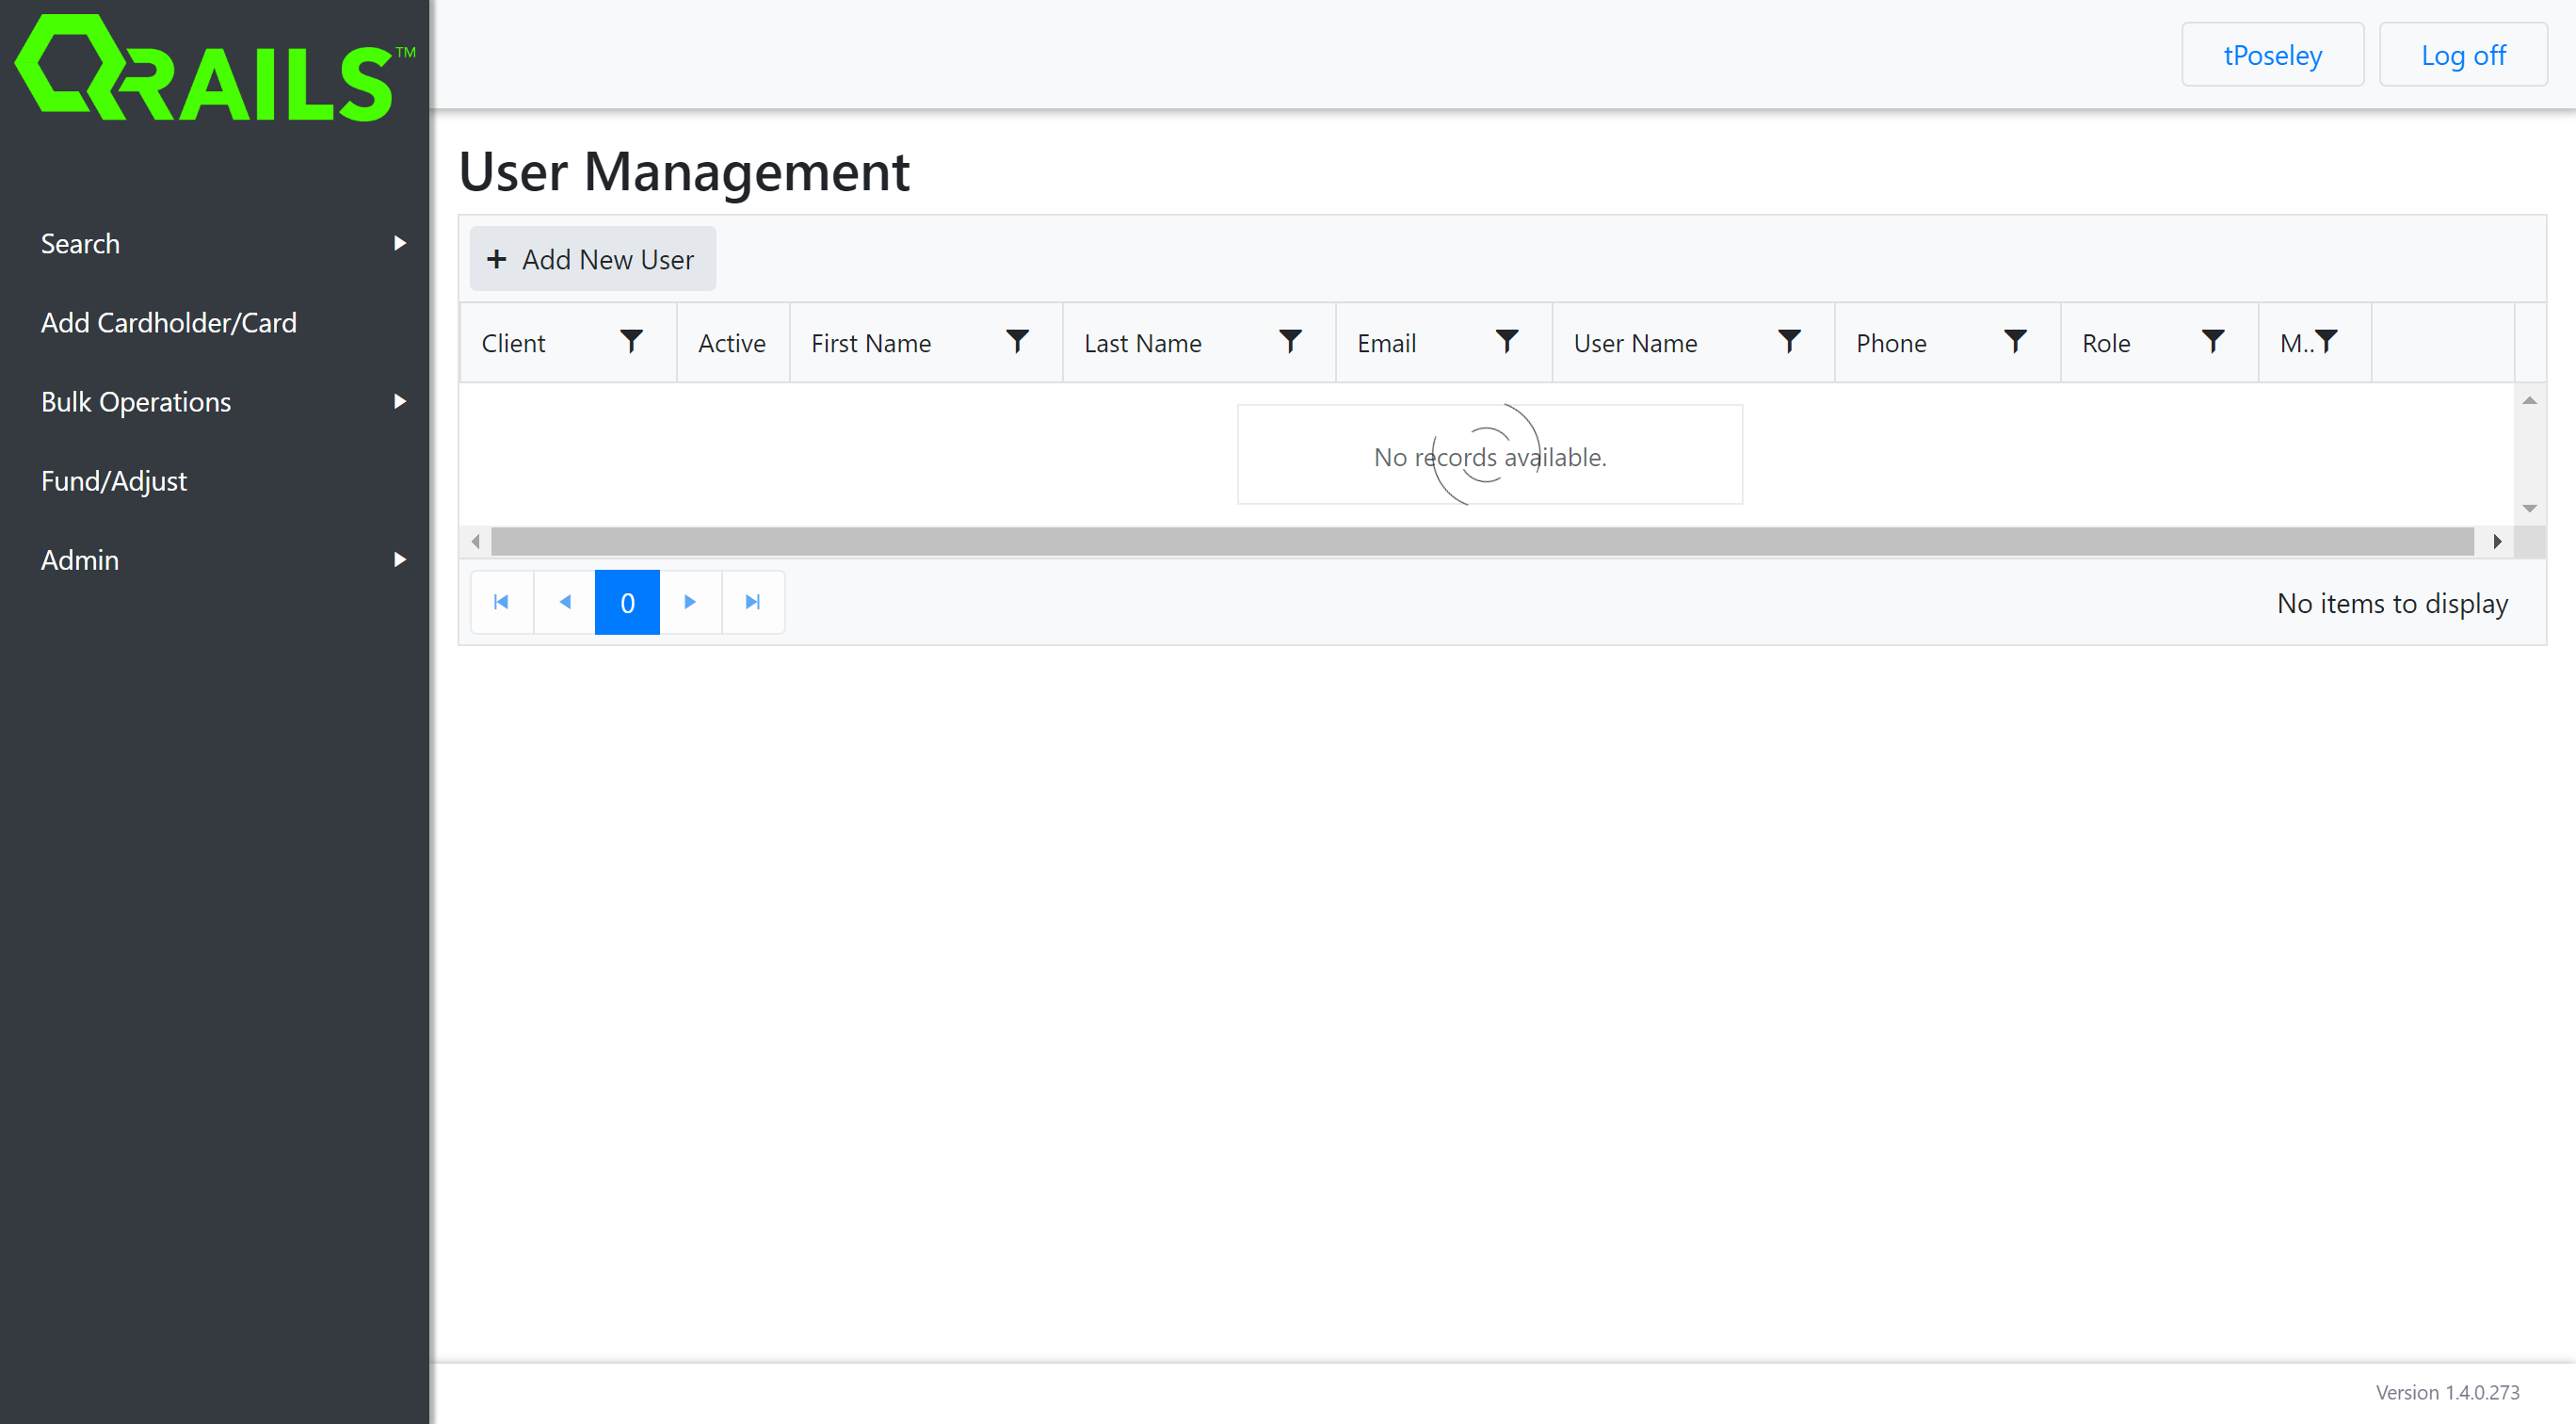 QRAILS™
tPoseley
Log off
Search
Add Cardholder/Card
Bulk Operations
Fund/Adjust
Admin
User Management
+ Add New User
Client Active First Name Last Name Email User Name Phone Role M..
No records available.
0
No items to display
Version 1.4.0.273